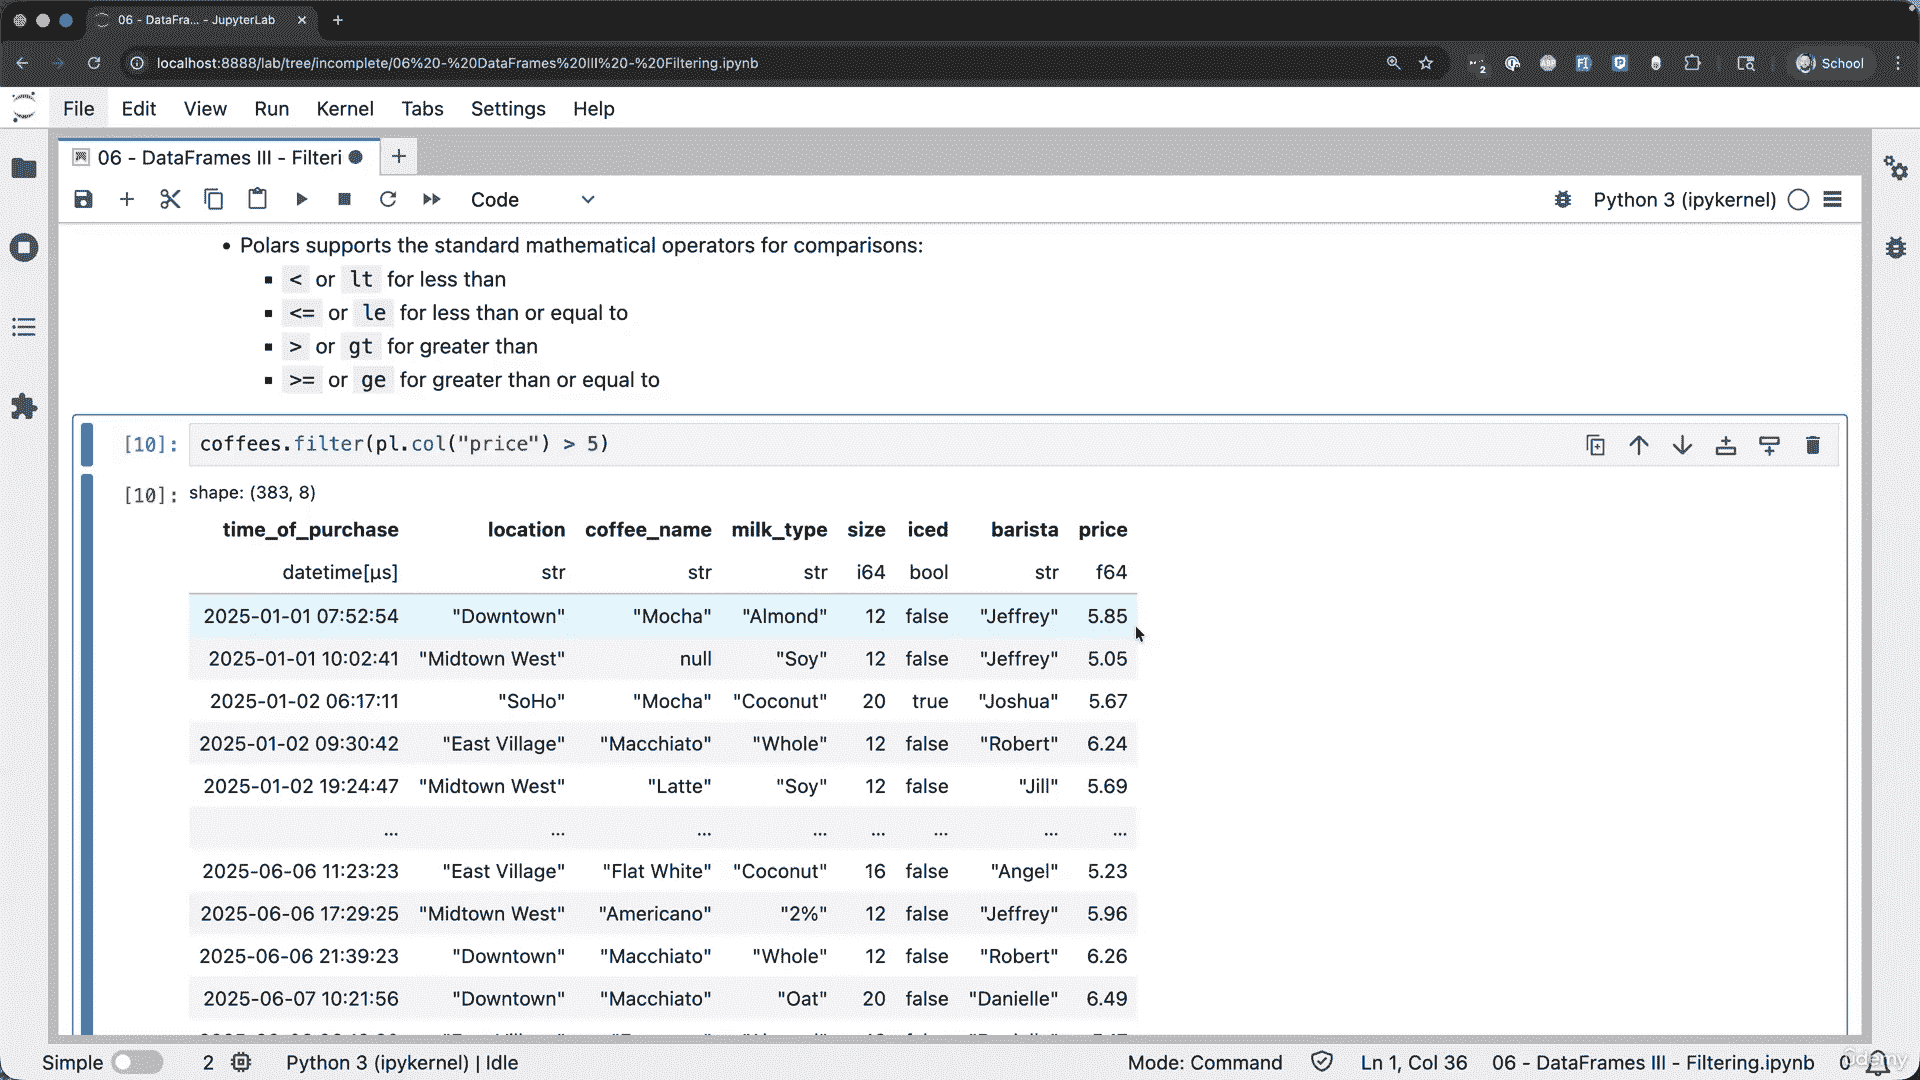 06 - DataFra... - JupyterLab
localhost:8888/lab/tree/incomplete/06%20-%20DataFrames%20III%20-%20Filtering.ipynb
2
School
File Edit View Run Kernel Tabs Settings Help
06 - DataFrames III - Filteri
Code
Python 3 (ipykernel)
• Polars supports the standard mathematical operators for comparisons:
▪ < or lt for less than
▪ <= or le for less than or equal to
▪ > or gt for greater than
▪ >= or ge for greater than or equal to
[10]: coffees.filter(pl.col("price") > 5)
[10]: shape: (383, 8)
time_of_purchase location coffee_name milk_type size iced barista price
datetime[μs] str str str i64 bool str f64
2025-01-01 07:52:54 "Downtown" "Mocha" "Almond" 12 false "Jeffrey" 5.85
2025-01-01 10:02:41 "Midtown West" null "Soy" 12 false "Jeffrey" 5.05
2025-01-02 06:17:11 "SoHo" "Mocha" "Coconut" 20 true "Joshua" 5.67
2025-01-02 09:30:42 "East Village" "Macchiato" "Whole" 12 false "Robert" 6.24
2025-01-02 19:24:47 "Midtown West" "Latte" "Soy" 12 false "Jill" 5.69
... ... ... ... ... ... ... ...
2025-06-06 11:23:23 "East Village" "Flat White" "Coconut" 16 false "Angel" 5.23
2025-06-06 17:29:25 "Midtown West" "Americano" "2%" 12 false "Jeffrey" 5.96
2025-06-06 21:39:23 "Downtown" "Macchiato" "Whole" 12 false "Robert" 6.26
2025-06-07 10:21:56 "Downtown" "Macchiato" "Oat" 20 false "Danielle" 6.49
Simple 2 Python 3 (ipykernel) | Idle Mode: Command Ln 1, Col 36 06 - DataFrames III - Filtering.ipynb 0
Udemy